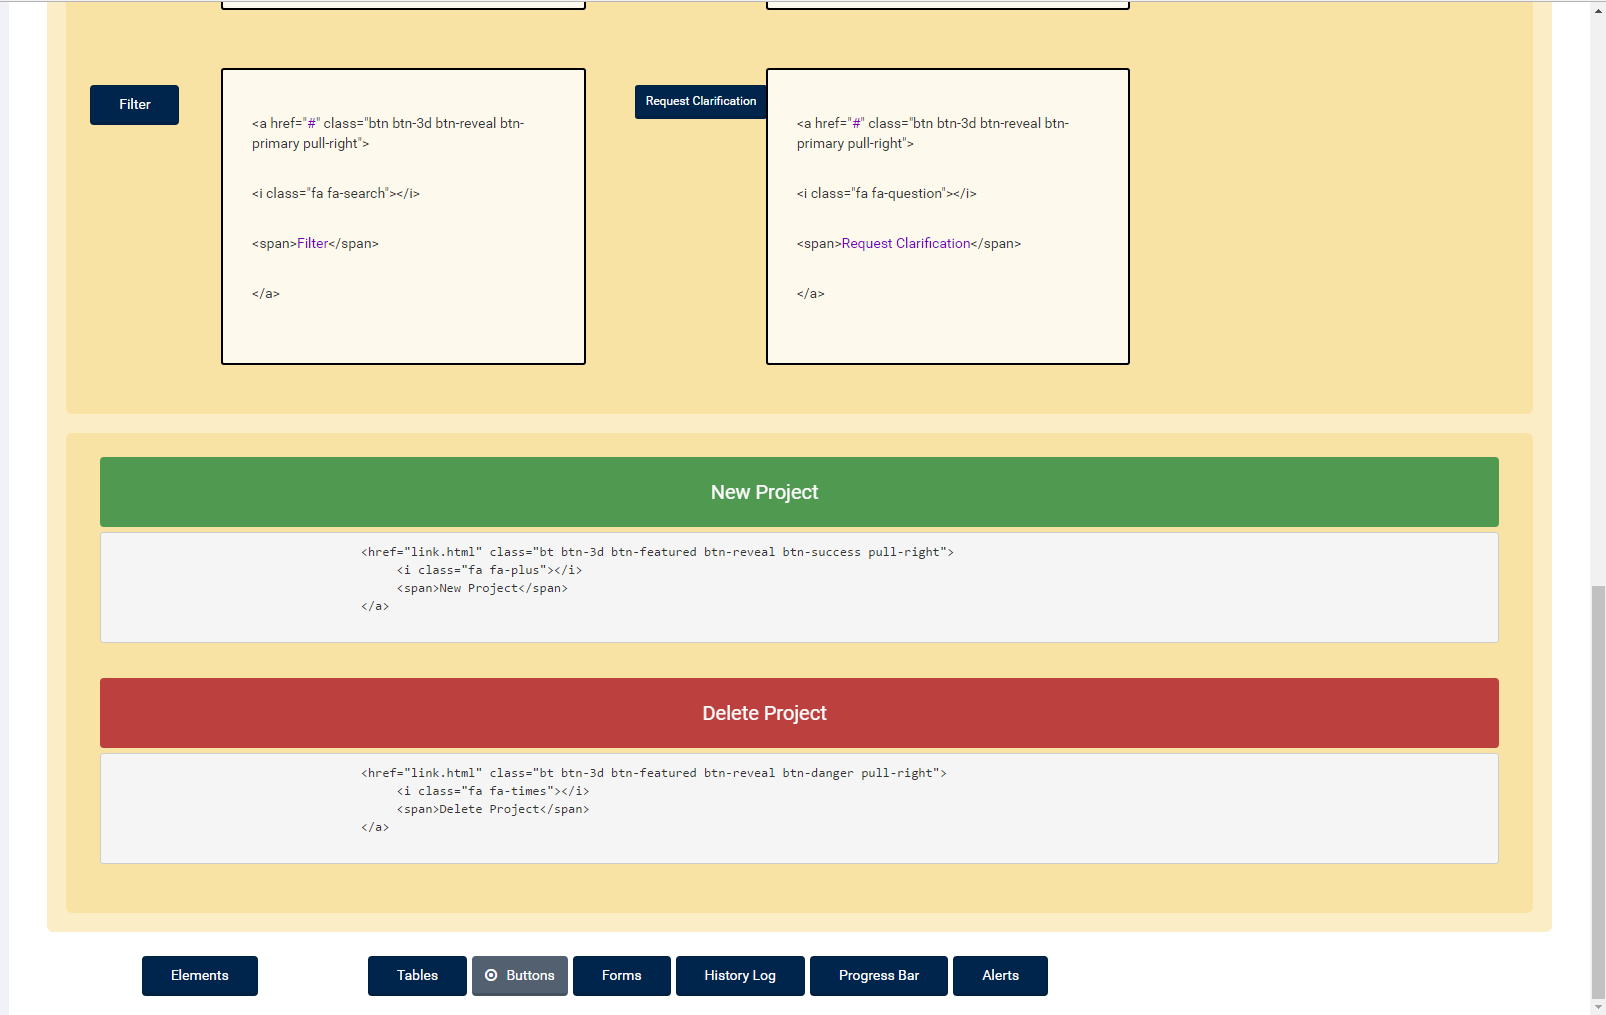 Filter
<a href="#" class="btn btn-3d btn-reveal btn-
primary pull-right">
<i class="fa fa-search"></i>
<span>Filter</span>
</a>
Request Clarification
<a href="#" class="btn btn-3d btn-reveal btn-
primary pull-right">
<i class="fa fa-question"></i>
<span>Request Clarification</span>
</a>
New Project
<href="link.html" class="bt btn-3d btn-featured btn-reveal btn-success pull-right">
<i class="fa fa-plus"></i>
<span>New Project</span>
</a>
Delete Project
<href="link.html" class="bt btn-3d btn-featured btn-reveal btn-danger pull-right">
<i class="fa fa-times"></i>
<span>Delete Project</span>
</a>
Elements Tables Buttons Forms History Log Progress Bar Alerts